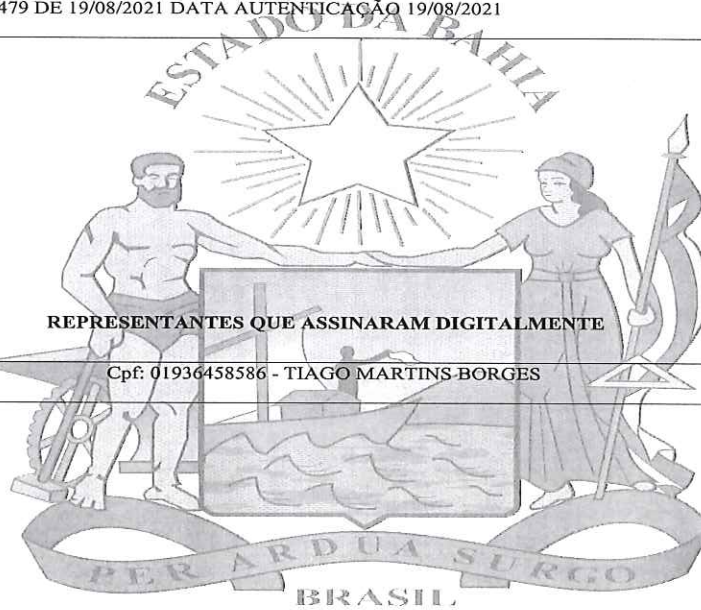 479 DE 19/08/2021 DATA AUTENTICAÇÃO 19/08/2021
ESTADO DA BAHIA
REPRESENTANTES QUE ASSINARAM DIGITALMENTE
Cpf: 01936458586 - TIAGO MARTINS BORGES
PER ARDUA SURGO
BRASIL